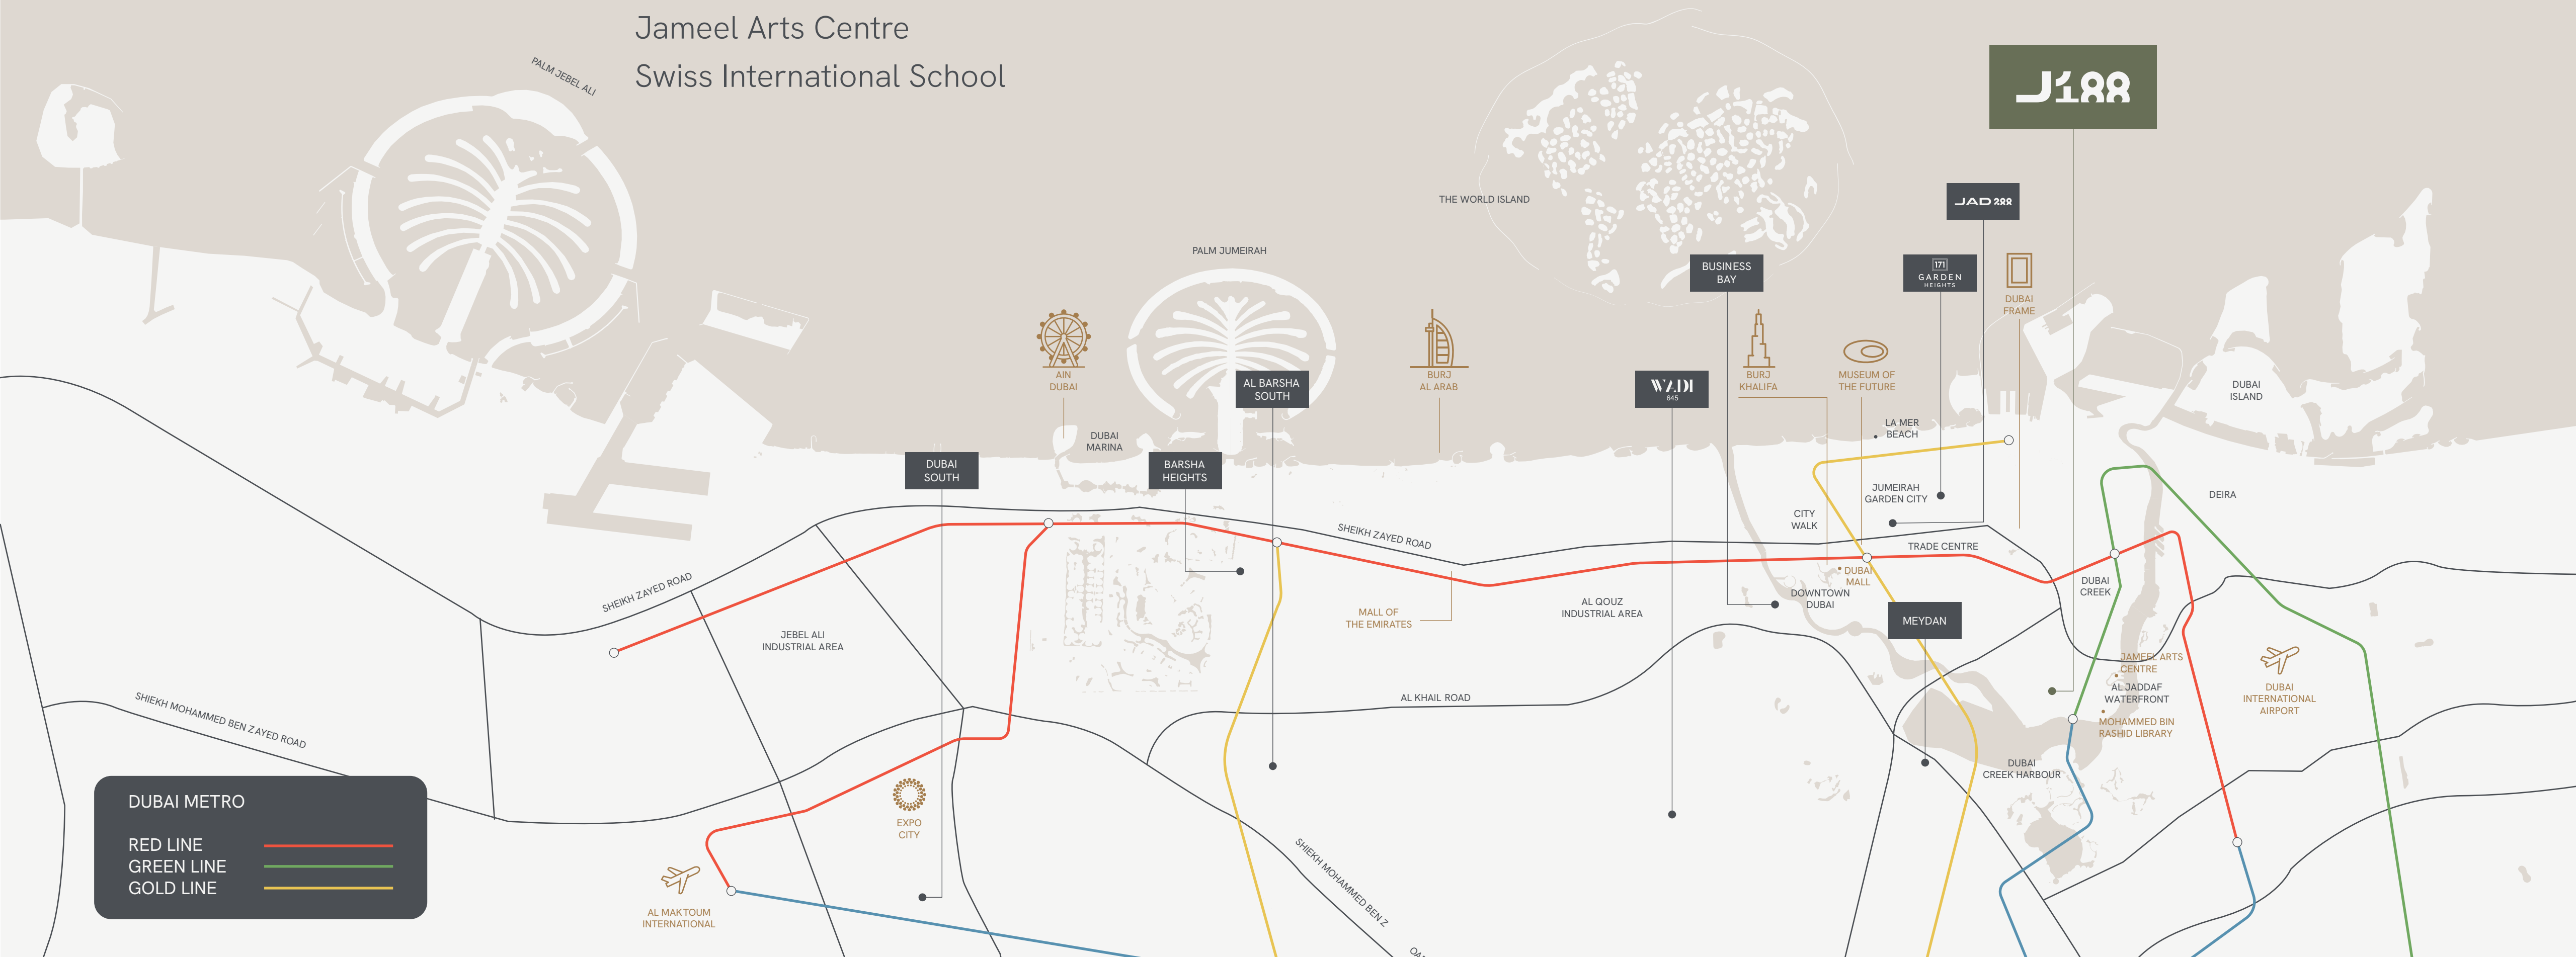 Jameel Arts Centre
Swiss International School
PALM JEBEL ALI
J188
THE WORLD ISLAND
JAD 288
PALM JUMEIRAH
BUSINESS
BAY
171
GARDEN
HEIGHTS
DUBAI
FRAME
AIN
DUBAI
AL BARSHA
SOUTH
BURJ
AL ARAB
WADI
645
BURJ
KHALIFA
MUSEUM OF
THE FUTURE
DUBAI
ISLAND
LA MER
BEACH
DUBAI
MARINA
DUBAI
SOUTH
BARSHA
HEIGHTS
JUMEIRAH
GARDEN CITY
DEIRA
CITY
WALK
SHEIKH ZAYED ROAD
TRADE CENTRE
DUBAI
MALL
DUBAI
CREEK
SHEIKH ZAYED ROAD
DOWNTOWN
DUBAI
AL QOUZ
INDUSTRIAL AREA
MALL OF
THE EMIRATES
MEYDAN
JEBEL ALI
INDUSTRIAL AREA
JAMEEL ARTS
CENTRE
AL JADDAF
WATERFRONT
DUBAI
INTERNATIONAL
AIRPORT
AL KHAIL ROAD
SHIEKH MOHAMMED BEN ZAYED ROAD
MOHAMMED BIN
RASHID LIBRARY
DUBAI
CREEK HARBOUR
DUBAI METRO
RED LINE
GREEN LINE
GOLD LINE
EXPO
CITY
SHIEKH MOHAMMED BEN Z
AL MAKTOUM
INTERNATIONAL